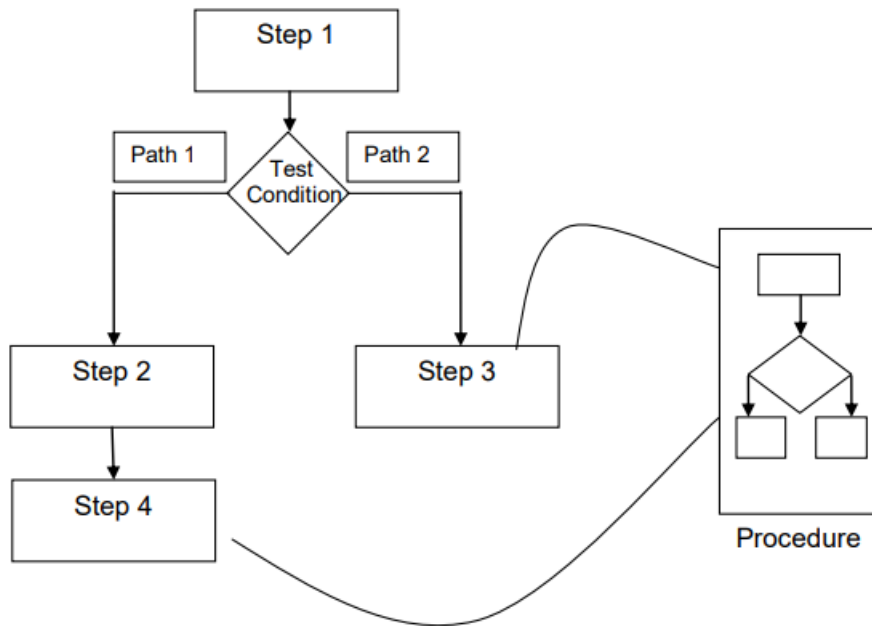 Step 1
Path 1
Path 2
Test
Condition
Step 2
Step 3
Step 4
Procedure